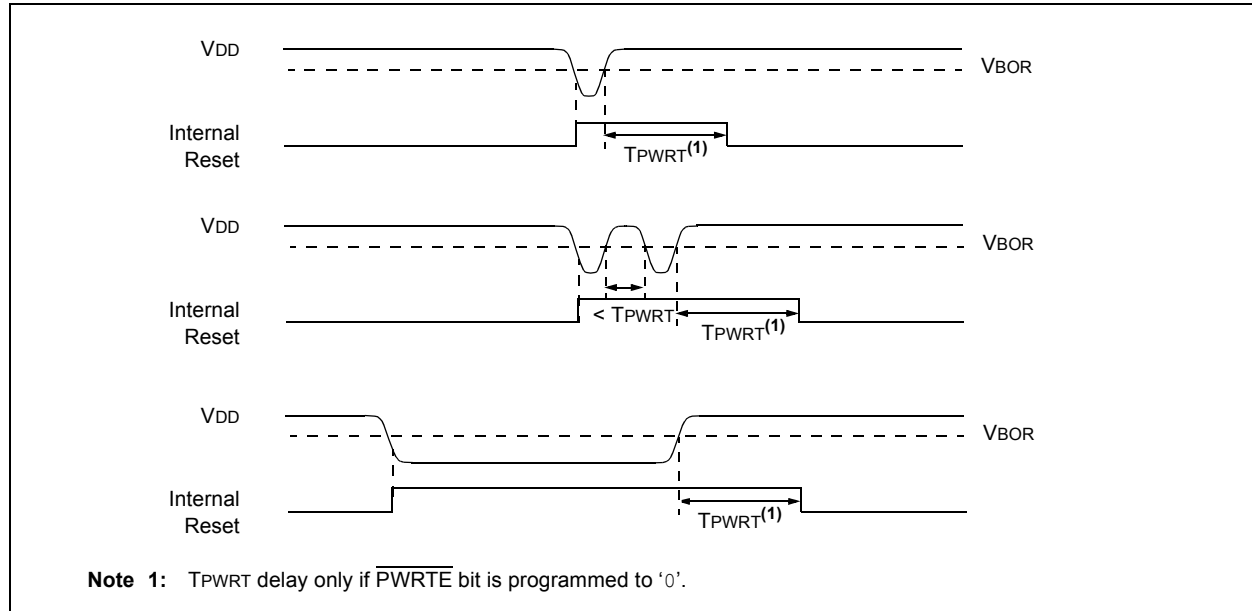 VDD
VBOR
Internal
Reset
TPWRT(1)
VDD
VBOR
Internal
Reset
< TPWRT
TPWRT(1)
VDD
VBOR
Internal
Reset
TPWRT(1)
Note 1: TPWRT delay only if PWRTE bit is programmed to ‘0’.